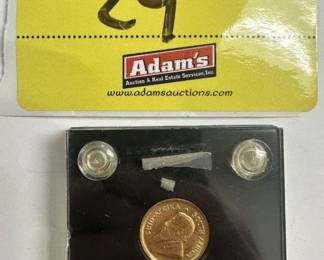 29
Adam's
Auction & Real Estate Services, Inc.
www.adamsauctions.com
SUID-AFRIKA · SOUTH AFRICA